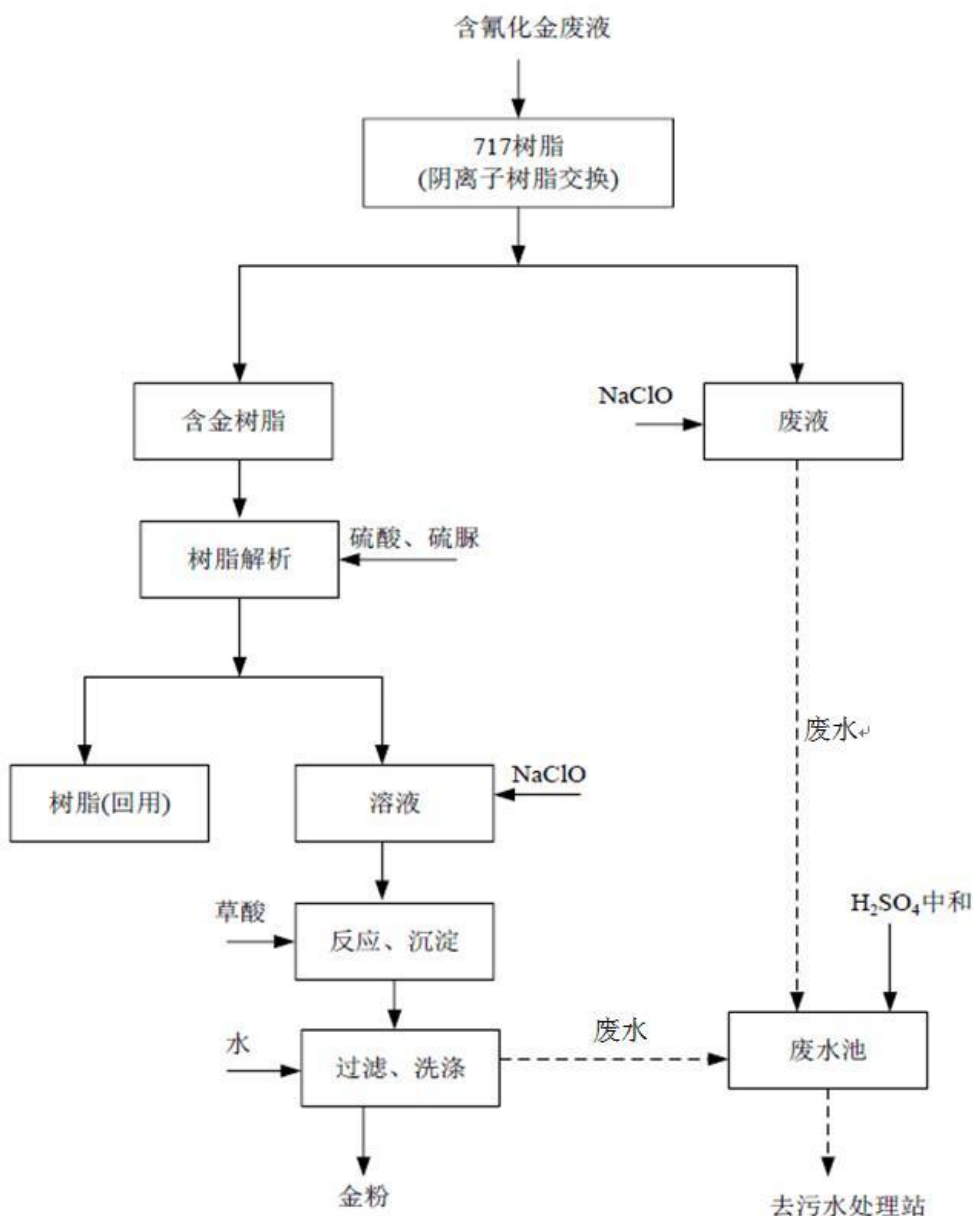 含氰化金废液
717树脂
(阴离子树脂交换)
含金树脂
NaClO
废液
树脂解析
硫酸、硫脲
废水↵
树脂(回用)
溶液
NaClO
草酸
反应、沉淀
H₂SO₄中和
水
过滤、洗涤
废水
废水池
金粉
去污水处理站